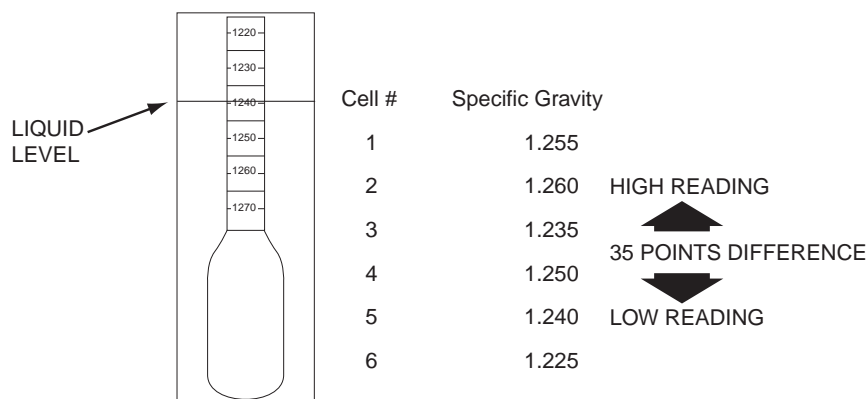 1220
1230
1240
1250
1260
1270
LIQUID
LEVEL
Cell # Specific Gravity
1 1.255
2 1.260 HIGH READING
3 1.235
35 POINTS DIFFERENCE
4 1.250
5 1.240 LOW READING
6 1.225